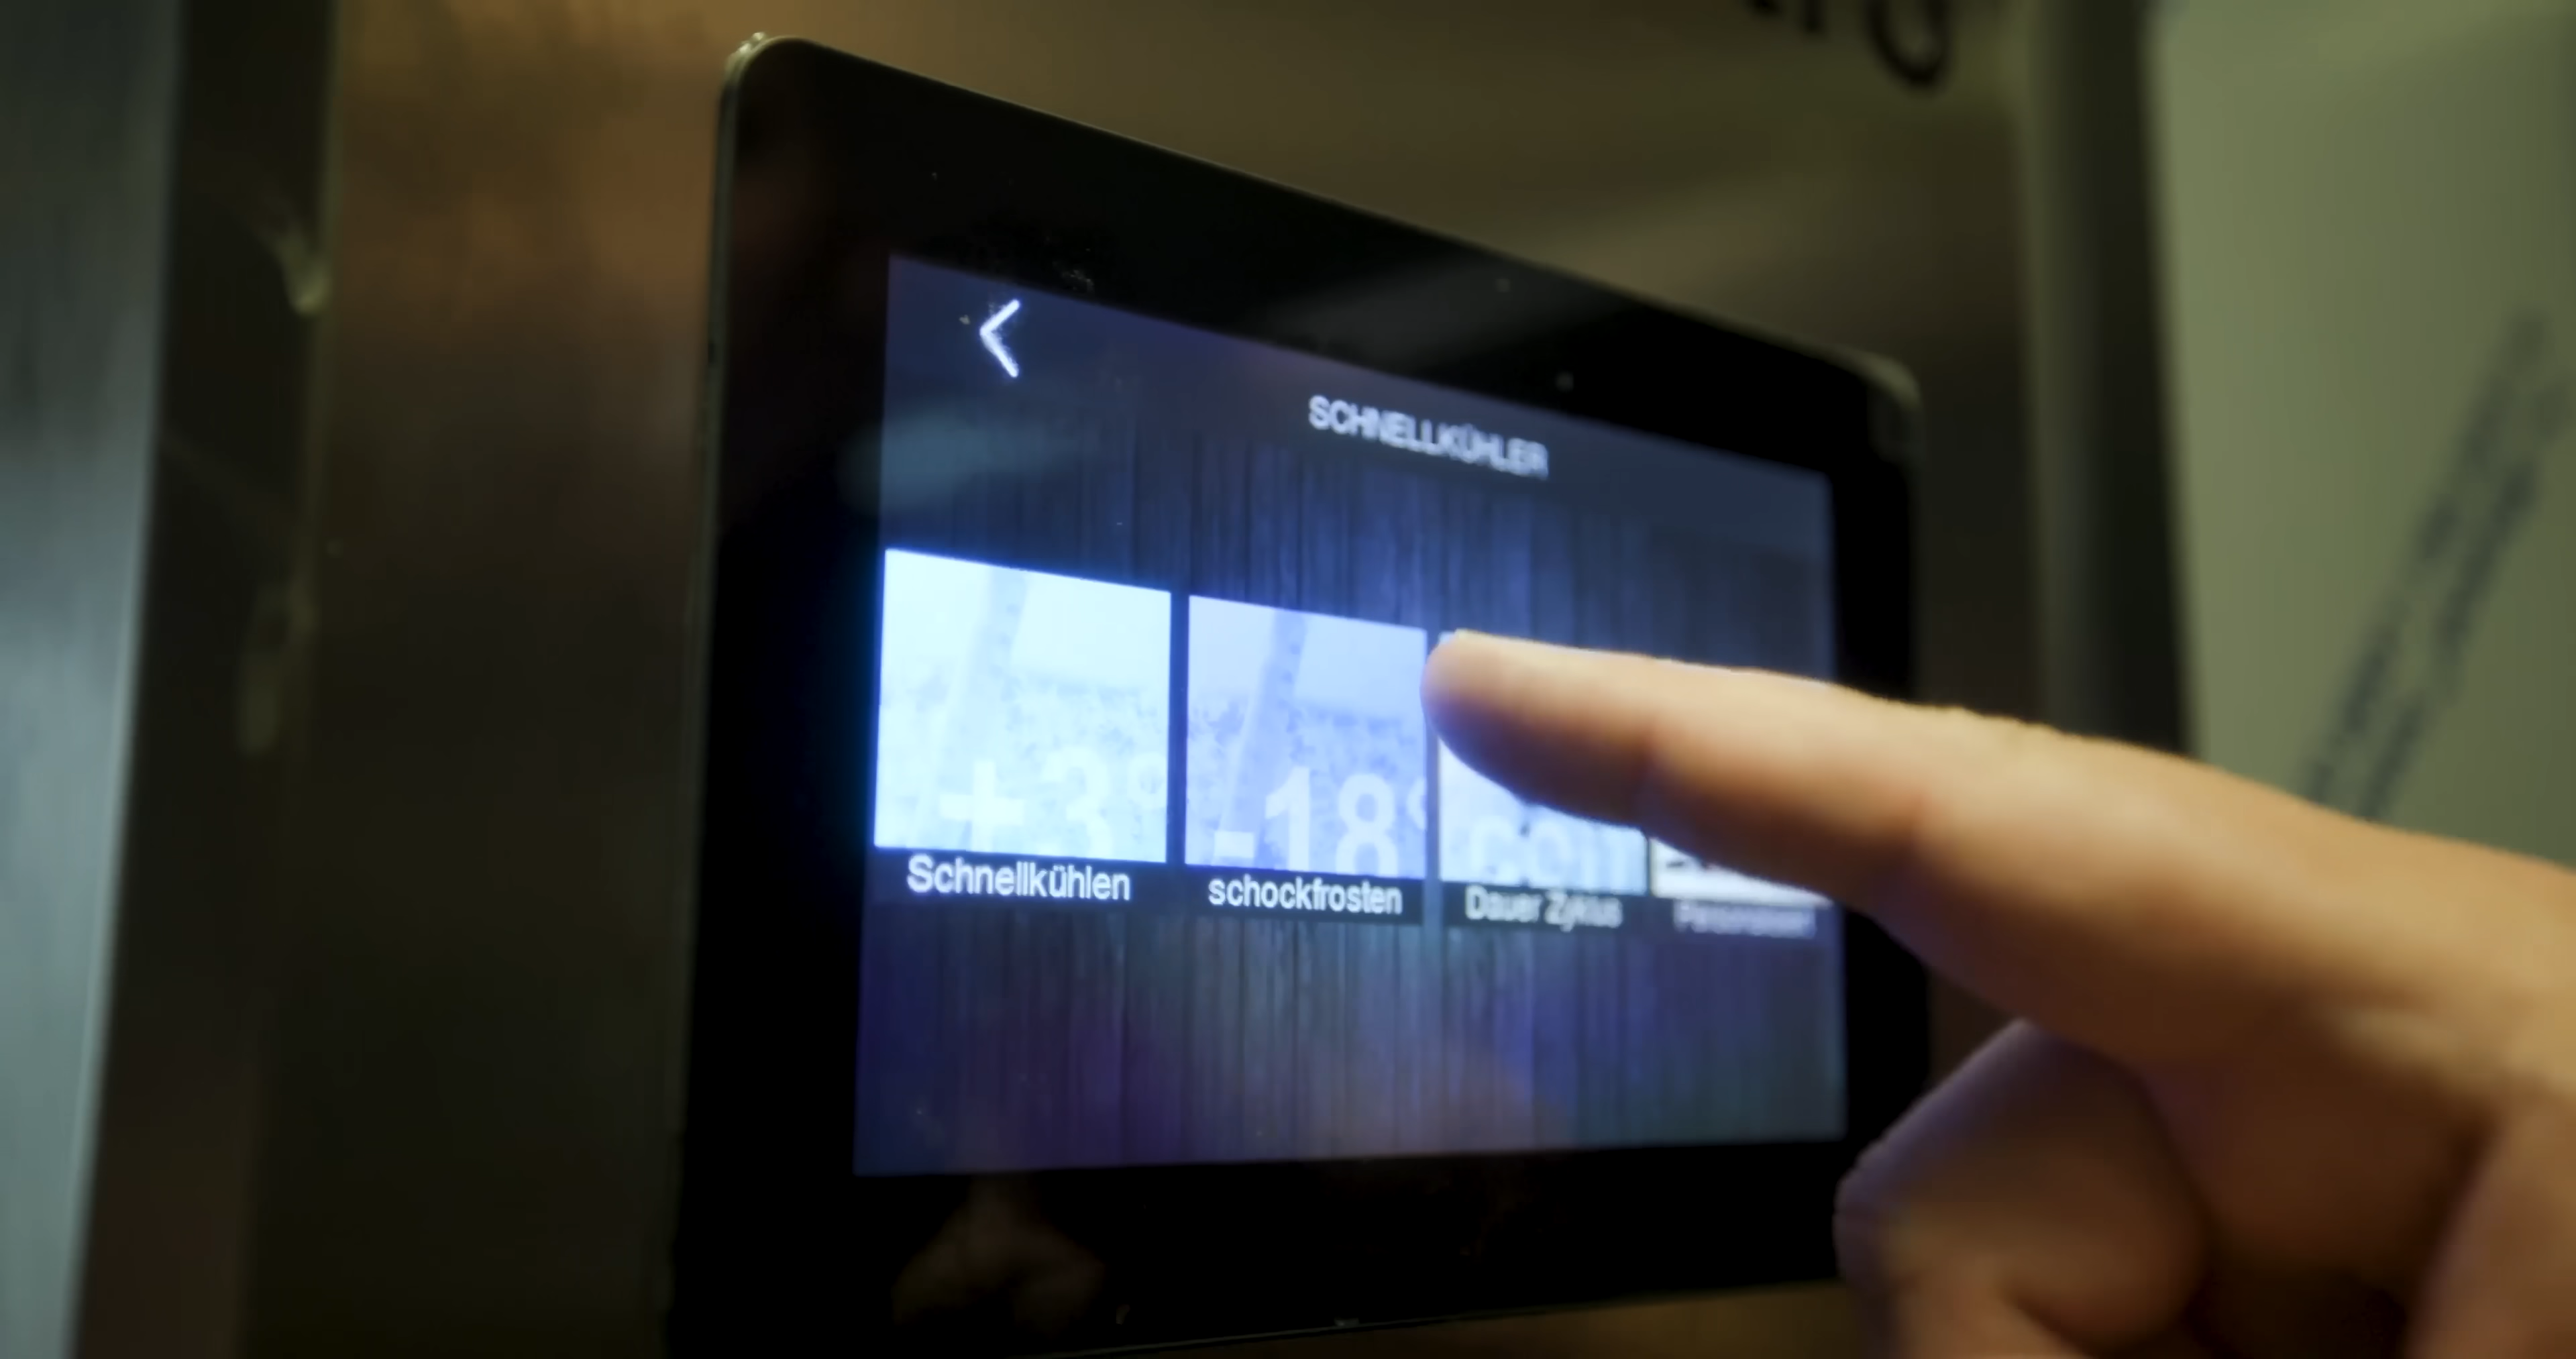 SCHNELLKÜHLER
+3°
-18°
Schnellkühlen
schockfrosten
Dauer Zyklus